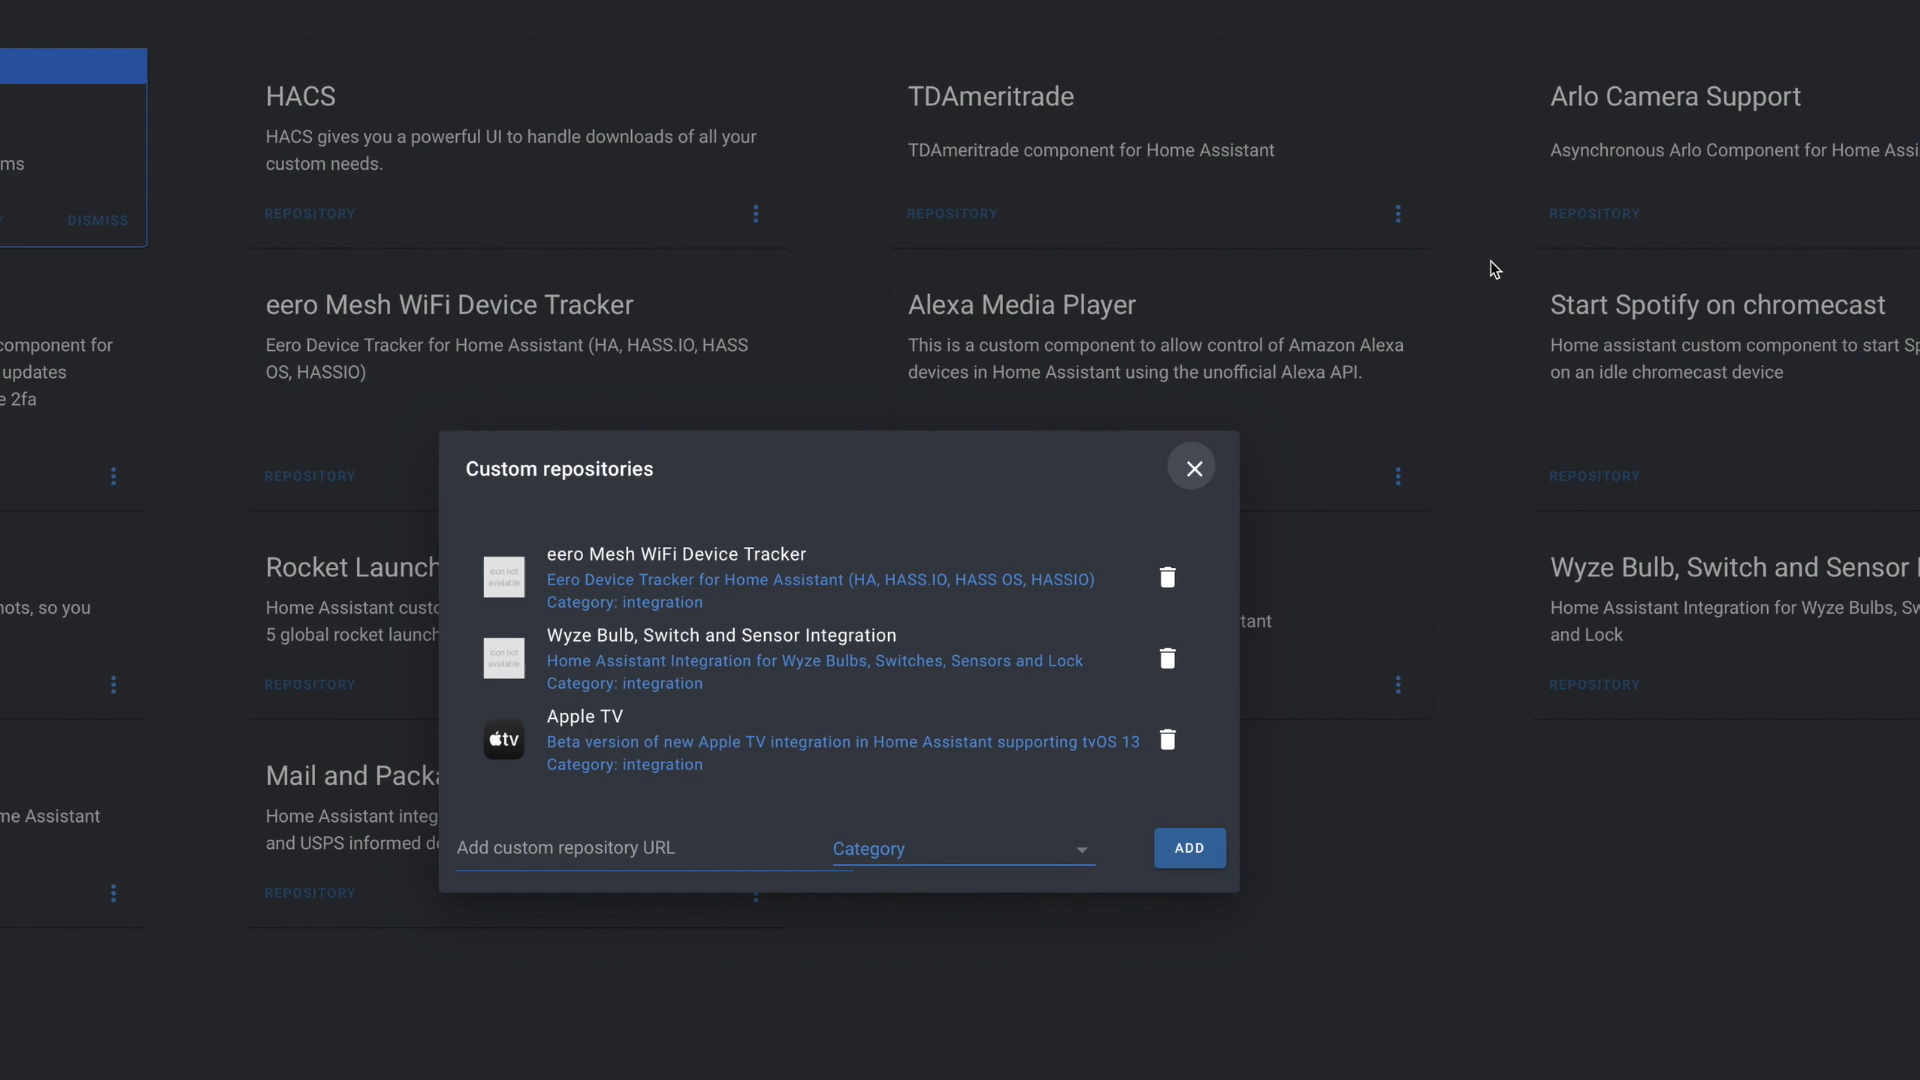 HACS
HACS gives you a powerful UI to handle downloads of all your
custom needs.
REPOSITORY
TDAmeritrade
TDAmeritrade component for Home Assistant
REPOSITORY
Arlo Camera Support
Asynchronous Arlo Component for Home Assi
REPOSITORY
ms
DISMISS
component for
updates
e 2fa
eero Mesh WiFi Device Tracker
Eero Device Tracker for Home Assistant (HA, HASS.IO, HASS
OS, HASSIO)
REPOSITORY
Alexa Media Player
This is a custom component to allow control of Amazon Alexa
devices in Home Assistant using the unofficial Alexa API.
Start Spotify on chromecast
Home assistant custom component to start Sp
on an idle chromecast device
REPOSITORY
Custom repositories
icon not
available
eero Mesh WiFi Device Tracker
Eero Device Tracker for Home Assistant (HA, HASS.IO, HASS OS, HASSIO)
Category: integration
icon not
available
Wyze Bulb, Switch and Sensor Integration
Home Assistant Integration for Wyze Bulbs, Switches, Sensors and Lock
Category: integration
tv
Apple TV
Beta version of new Apple TV integration in Home Assistant supporting tvOS 13
Category: integration
Add custom repository URL
Category
ADD
hots, so you
Rocket Launch
Home Assistant custo
5 global rocket launch
REPOSITORY
tant
Wyze Bulb, Switch and Sensor I
Home Assistant Integration for Wyze Bulbs, Sw
and Lock
REPOSITORY
me Assistant
Mail and Packa
Home Assistant integ
and USPS informed de
REPOSITORY